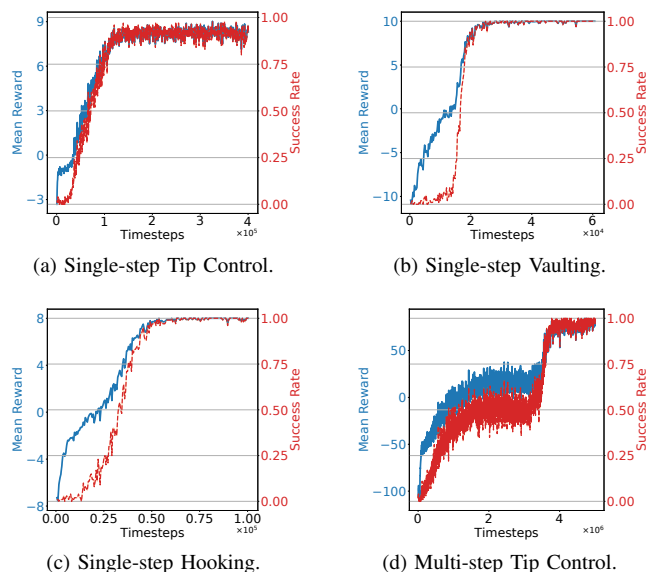 9
6
3
0
−3
Mean Reward
1.00
0.75
0.50
0.25
0.00
Success Rate
0 1 2 3 4
Timesteps
×10⁵
(a) Single-step Tip Control.
10
5
0
−5
−10
Mean Reward
1.00
0.75
0.50
0.25
0.00
Success Rate
0 2 4 6
Timesteps
×10⁴
(b) Single-step Vaulting.
8
4
0
−4
−8
Mean Reward
1.00
0.75
0.50
0.25
0.00
Success Rate
0.00 0.25 0.50 0.75 1.00
Timesteps
×10⁵
(c) Single-step Hooking.
50
0
−50
−100
Mean Reward
1.00
0.75
0.50
0.25
0.00
Success Rate
0 2 4
Timesteps
×10⁶
(d) Multi-step Tip Control.